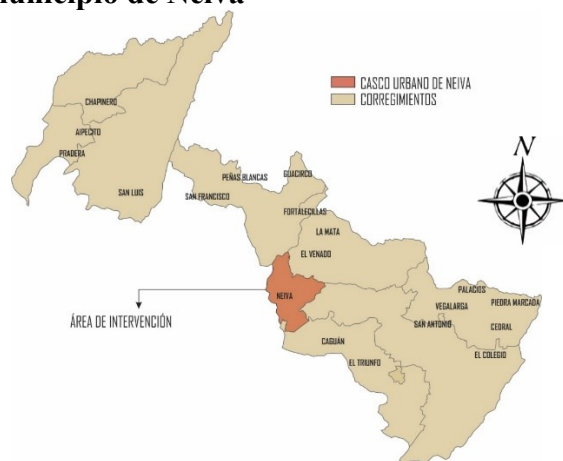 municipio de Neiva
CASCO URBANO DE NEIVA
CORREGIMIENTOS
CHAPINERO
AIPECITO
PRADERA
SAN LUIS
PEÑAS BLANCAS
GUACIRCO
SAN FRANCISCO
FORTALECILLAS
LA MATA
EL VENADO
N
NEIVA
ÁREA DE INTERVENCIÓN
PALACIOS
VEGALARGA
PIEDRA MARCADA
SAN ANTONIO
CEDRAL
CAGUÁN
EL COLEGIO
EL TRIUNFO